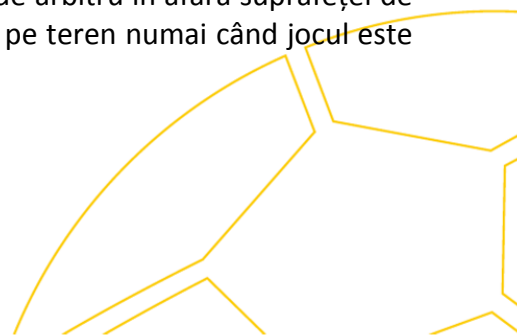 de arbitru în afara suprafeței de
pe teren numai când jocul este